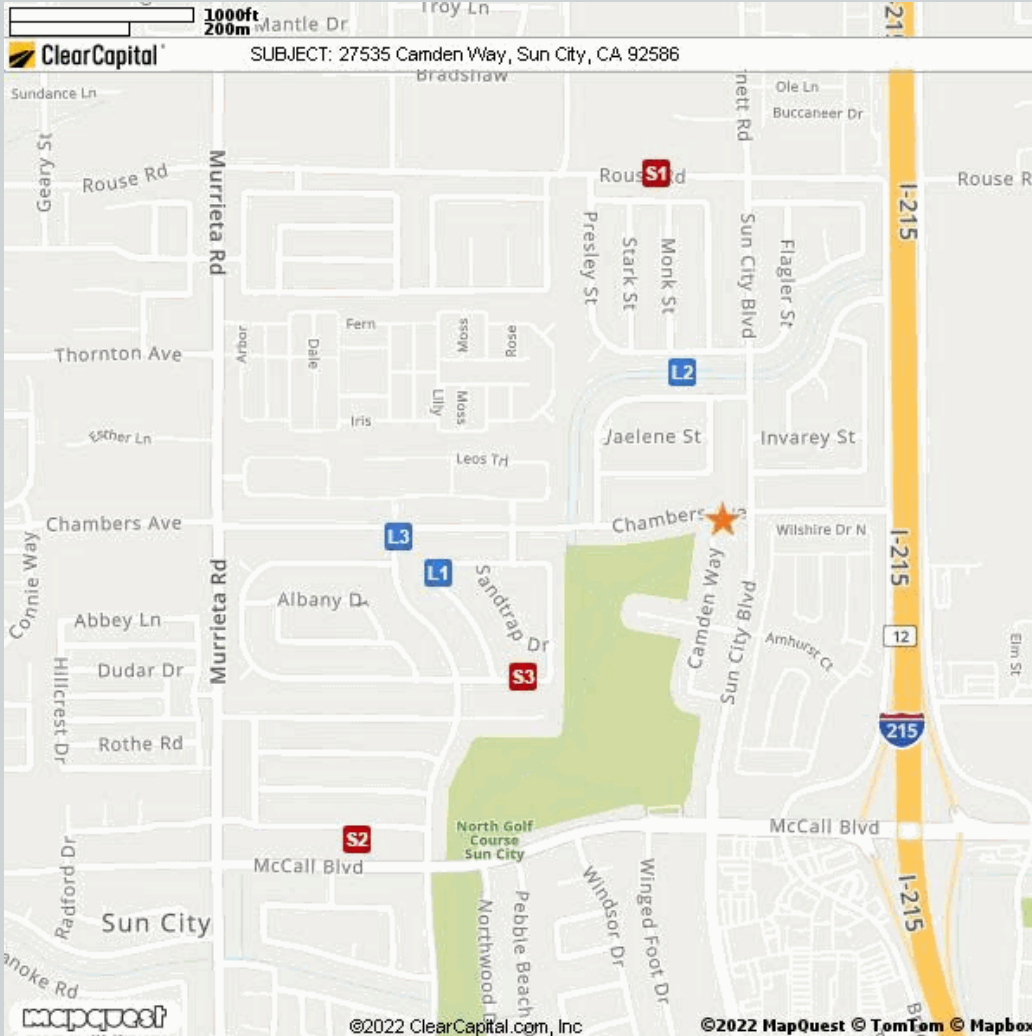 1000ft
200m
Mantle Dr
Troy Ln
ClearCapital
SUBJECT: 27535 Camden Way, Sun City, CA 92586
Bradshaw
Sundance Ln
Ole Ln
Buccaneer Dr
Geary St
Rouse Rd
Murrieta Rd
S1
Rouse R
I-215
Presley St
Stark St
Monk St
Sun City Blvd
Flagler St
Thornton Ave
Arbor
Dale
Fern
Moss
Rose
L2
Lilly
Moss
Iris
Esther Ln
Jaelene St
Invarey St
Leos Trl
Chambers Ave
L3
Chambers
Wilshire Dr N
I-215
Connie Way
L1
Sandtrap Dr
Murrieta Rd
Albany D
Abbey Ln
Camden Way
Sun City Blvd
Amhurst Ct
12
Elm St
Hillcrest Dr
Dudar Dr
S3
Rothe Rd
215
S2
North Golf
Course
Sun City
McCall Blvd
McCall Blvd
Radford Dr
Sun City
Northwood D
Pebble Beach
Windsor Dr
Winged Foot Dr
I-215
anoke Rd
mapquest
©2022 ClearCapital.com, Inc
©2022 MapQuest © TomTom © Mapbox